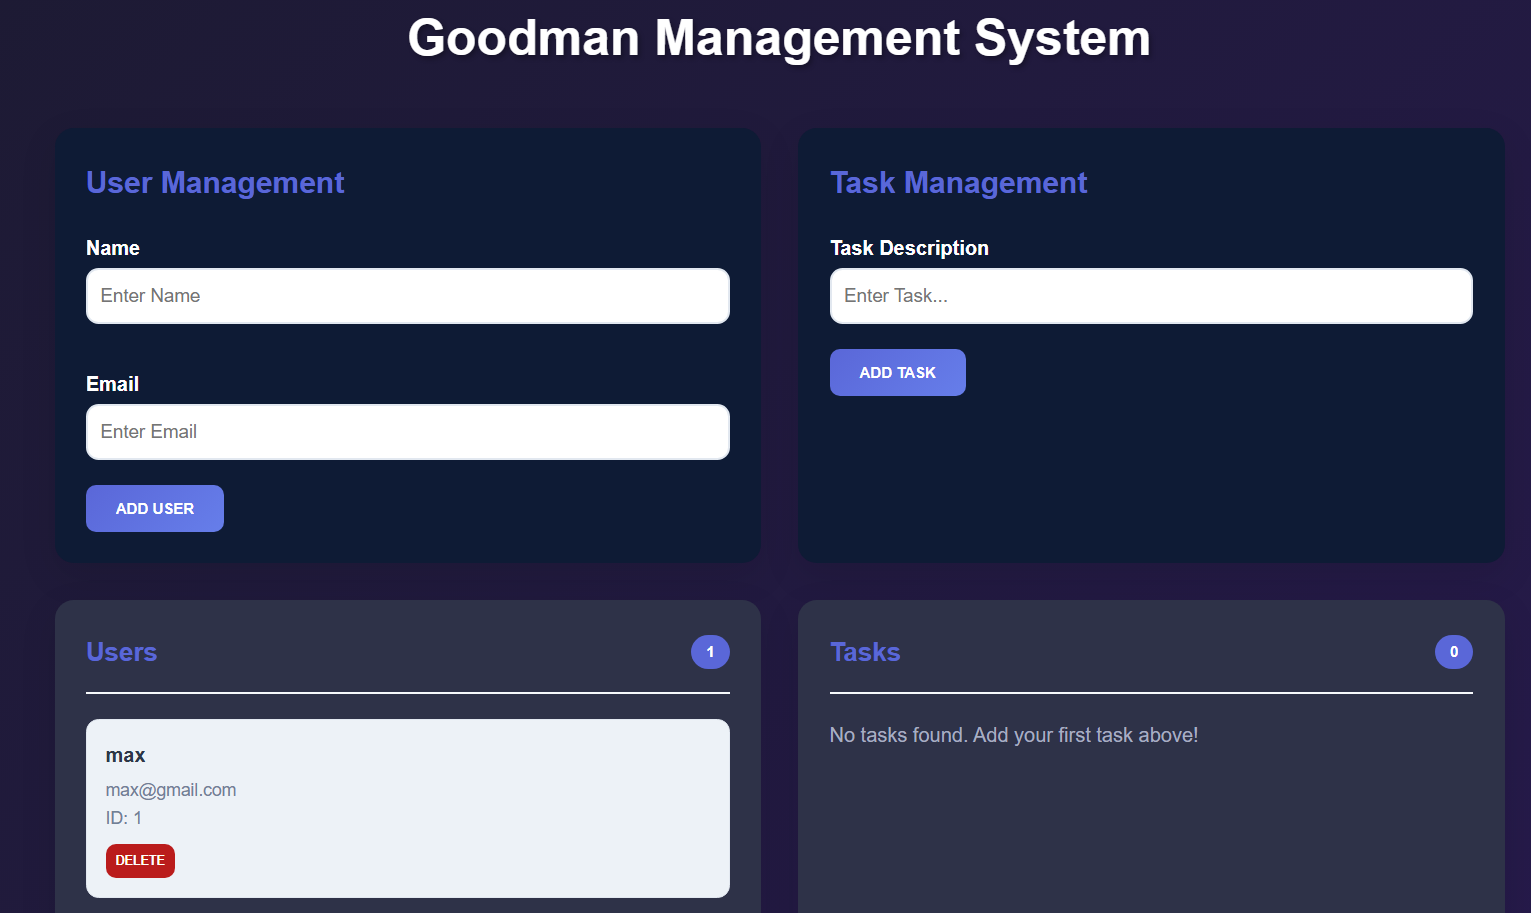 Goodman Management System
User Management
Name
Enter Name
Email
Enter Email
ADD USER
Task Management
Task Description
Enter Task...
ADD TASK
Users
1
max
max@gmail.com
ID: 1
DELETE
Tasks
0
No tasks found. Add your first task above!